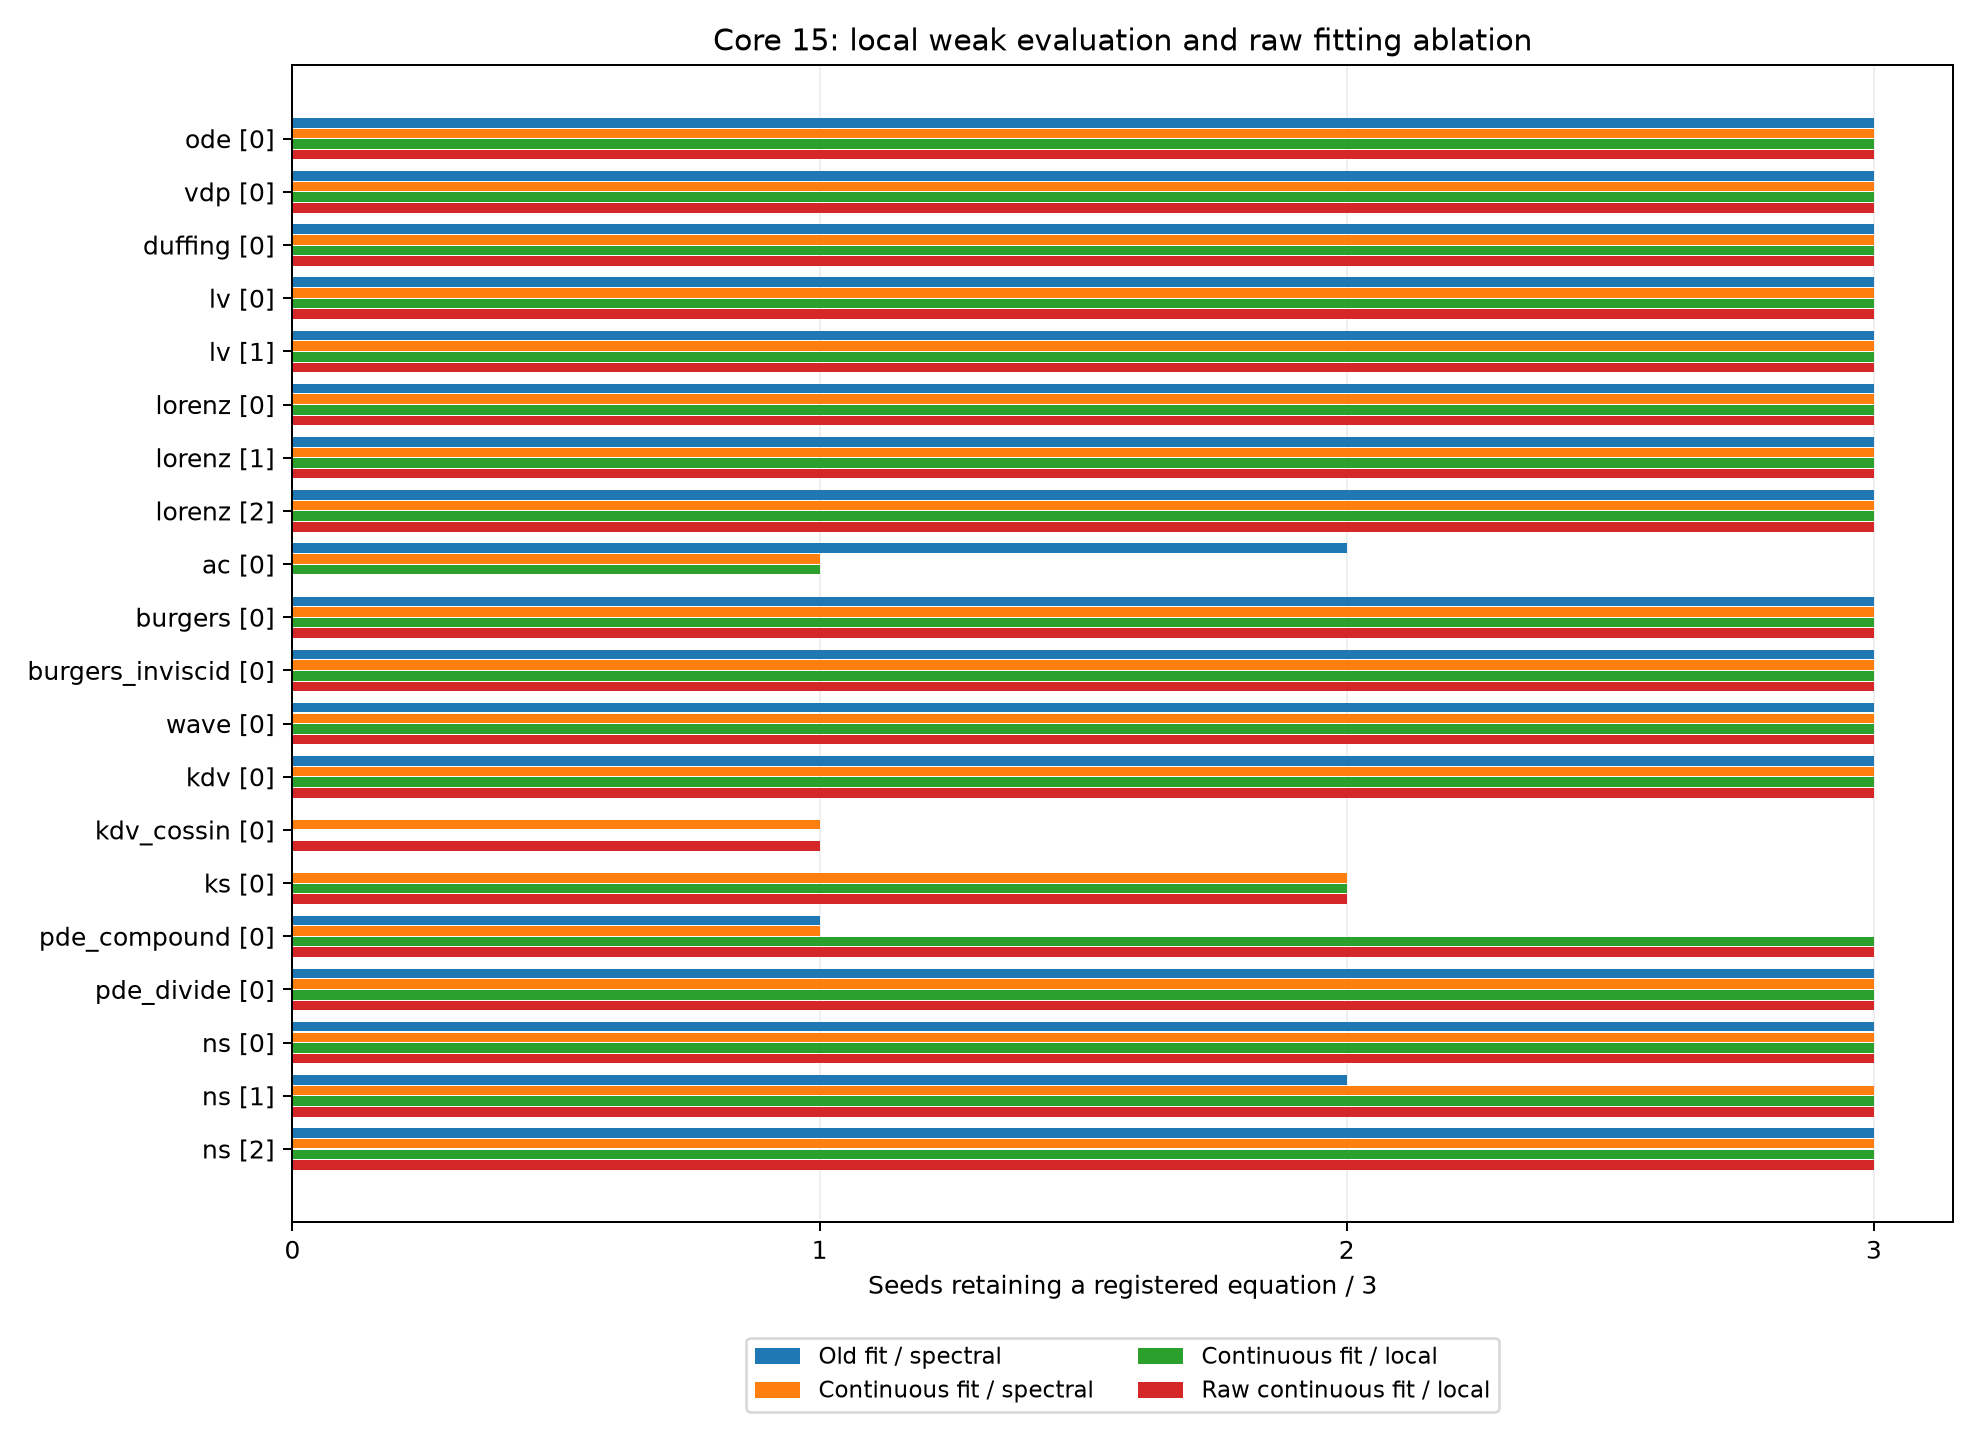 Core 15: local weak evaluation and raw fitting ablation
ode [0]
vdp [0]
duffing [0]
lv [0]
lv [1]
lorenz [0]
lorenz [1]
lorenz [2]
ac [0]
burgers [0]
burgers_inviscid [0]
wave [0]
kdv [0]
kdv_cossin [0]
ks [0]
pde_compound [0]
pde_divide [0]
ns [0]
ns [1]
ns [2]
0 1 2 3
Seeds retaining a registered equation / 3
Old fit / spectral
Continuous fit / spectral
Continuous fit / local
Raw continuous fit / local